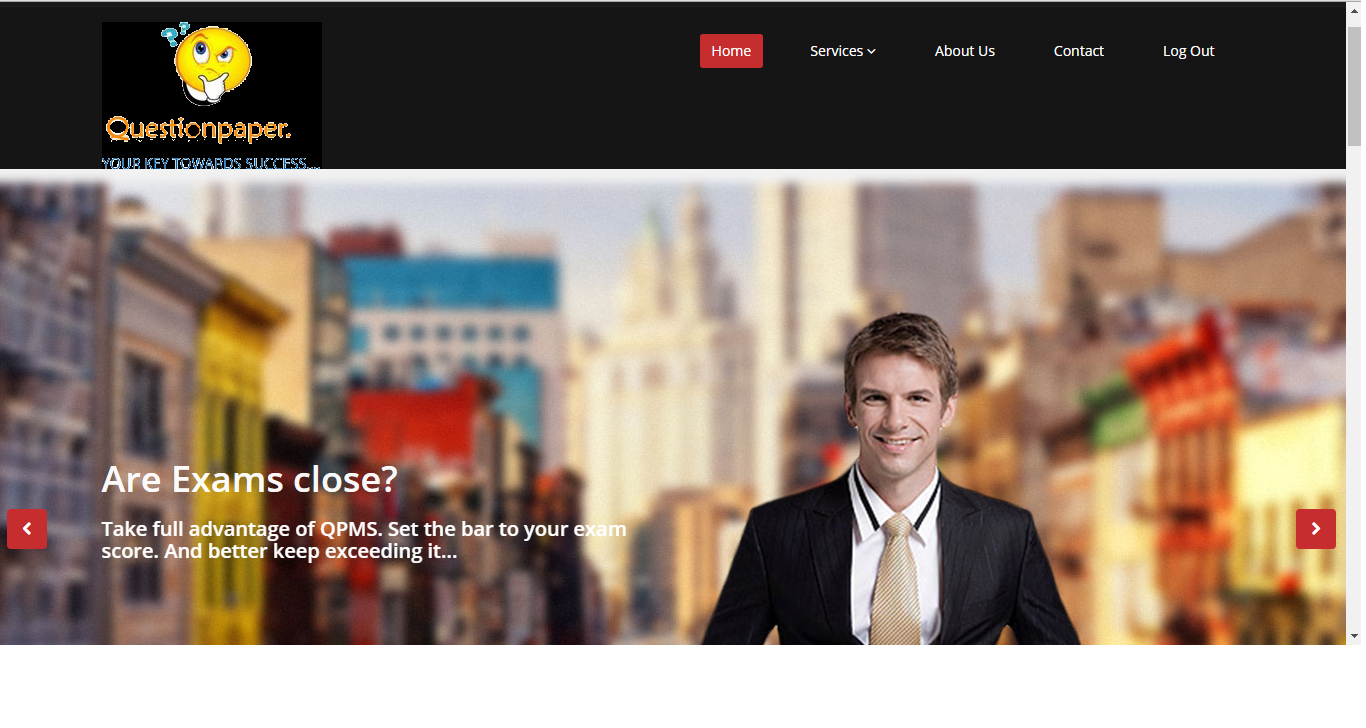 ??
Questionpaper.
YOUR KEY TOWARDS SUCCESS...
Home
Services
About Us
Contact
Log Out
Are Exams close?
Take full advantage of QPMS. Set the bar to your exam
score. And better keep exceeding it...